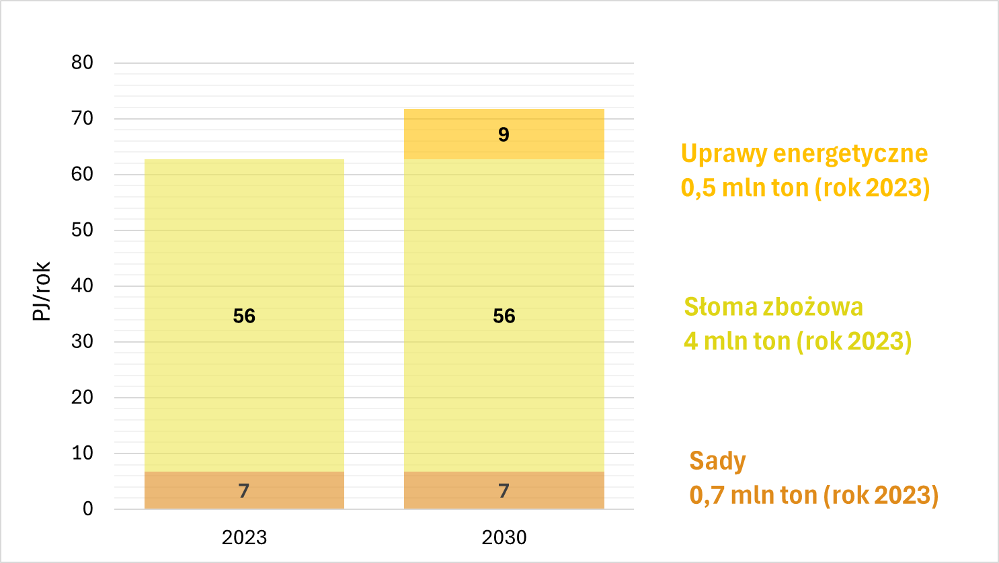 80
70
60
50
40
30
20
10
0
PJ/rok
9
56
56
7
7
2023
2030
Uprawy energetyczne
0,5 mln ton (rok 2023)
Słoma zbożowa
4 mln ton (rok 2023)
Sady
0,7 mln ton (rok 2023)